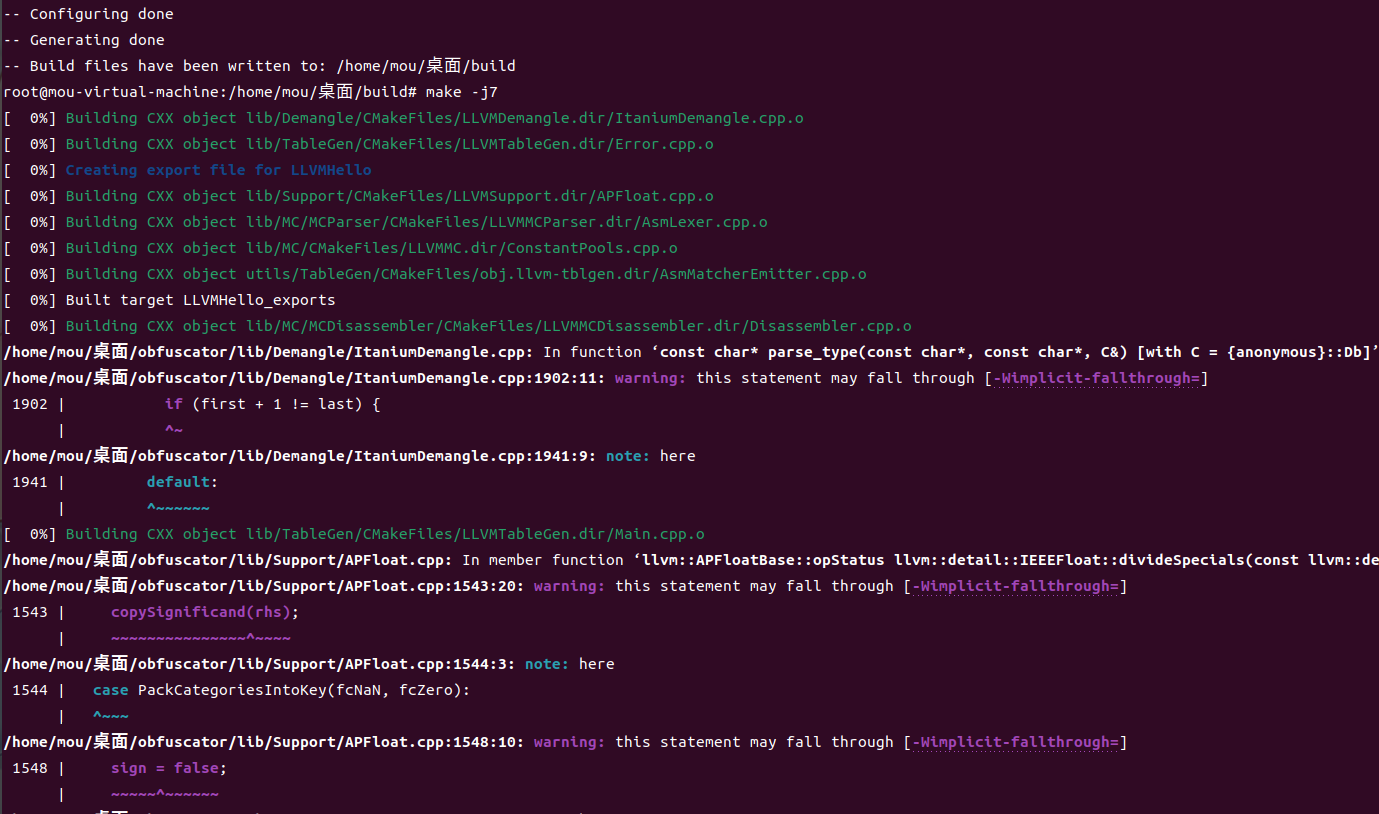 -- Configuring done
-- Generating done
-- Build files have been written to: /home/mou/桌面/build
root@mou-virtual-machine:/home/mou/桌面/build# make -j7
[  0%] Building CXX object lib/Demangle/CMakeFiles/LLVMDemangle.dir/ItaniumDemangle.cpp.o
[  0%] Building CXX object lib/TableGen/CMakeFiles/LLVMTableGen.dir/Error.cpp.o
[  0%] Creating export file for LLVMHello
[  0%] Building CXX object lib/Support/CMakeFiles/LLVMSupport.dir/APFloat.cpp.o
[  0%] Building CXX object lib/MC/MCParser/CMakeFiles/LLVMMCParser.dir/AsmLexer.cpp.o
[  0%] Building CXX object lib/MC/CMakeFiles/LLVMMC.dir/ConstantPools.cpp.o
[  0%] Building CXX object utils/TableGen/CMakeFiles/obj.llvm-tblgen.dir/AsmMatcherEmitter.cpp.o
[  0%] Built target LLVMHello_exports
[  0%] Building CXX object lib/MC/MCDisassembler/CMakeFiles/LLVMMCDisassembler.dir/Disassembler.cpp.o
/home/mou/桌面/obfuscator/lib/Demangle/ItaniumDemangle.cpp: In function ‘const char* parse_type(const char*, const char*, C&) [with C = {anonymous}::Db]’
/home/mou/桌面/obfuscator/lib/Demangle/ItaniumDemangle.cpp:1902:11: warning: this statement may fall through [-Wimplicit-fallthrough=]
 1902 |           if (first + 1 != last) {
      |           ^~
/home/mou/桌面/obfuscator/lib/Demangle/ItaniumDemangle.cpp:1941:9: note: here
 1941 |         default:
      |         ^~~~~~~
[  0%] Building CXX object lib/TableGen/CMakeFiles/LLVMTableGen.dir/Main.cpp.o
/home/mou/桌面/obfuscator/lib/Support/APFloat.cpp: In member function ‘llvm::APFloatBase::opStatus llvm::detail::IEEEFloat::divideSpecials(const llvm::de
/home/mou/桌面/obfuscator/lib/Support/APFloat.cpp:1543:20: warning: this statement may fall through [-Wimplicit-fallthrough=]
 1543 |     copySignificand(rhs);
      |     ~~~~~~~~~~~~~~~^~~~~
/home/mou/桌面/obfuscator/lib/Support/APFloat.cpp:1544:3: note: here
 1544 |   case PackCategoriesIntoKey(fcNaN, fcZero):
      |   ^~~~
/home/mou/桌面/obfuscator/lib/Support/APFloat.cpp:1548:10: warning: this statement may fall through [-Wimplicit-fallthrough=]
 1548 |     sign = false;
      |     ~~~~~^~~~~~~